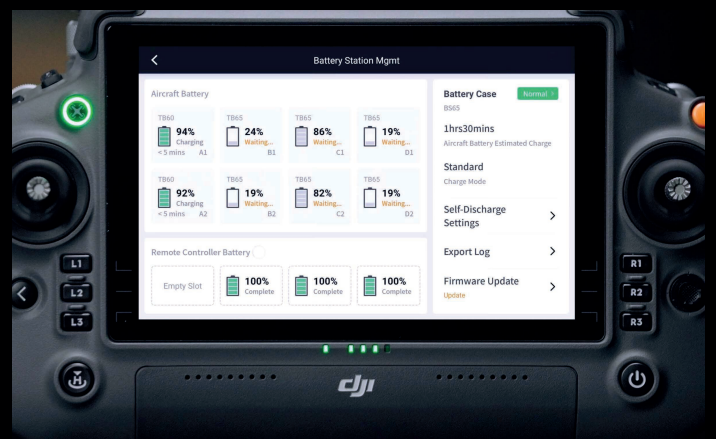 Battery Station Mgmt
Aircraft Battery
TB60
94%
Charging
< 5 mins A1
TB65
24%
Waiting...
B1
TB65
86%
Waiting...
C1
TB65
19%
Waiting...
D1
TB60
92%
Charging
< 5 mins A2
TB65
19%
Waiting...
B2
TB65
82%
Waiting...
C2
TB65
19%
Waiting...
D2
Remote Controller Battery
Empty Slot
100%
Complete
100%
Complete
100%
Complete
Battery Case Normal
BS65
1hrs30mins
Aircraft Battery Estimated Charge
Standard
Charge Mode
Self-Discharge
Settings
Export Log
Firmware Update
Update
L1
L2
L3
R1
R2
R3
H
dji